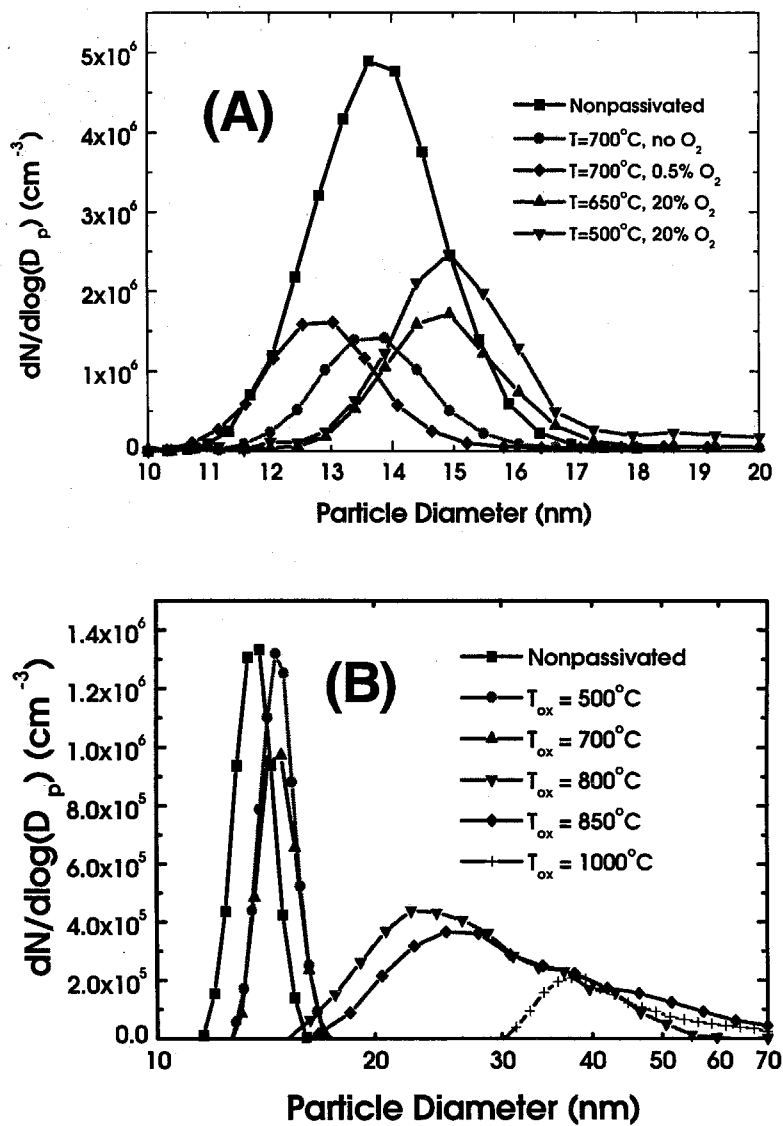 5x10⁶
4x10⁶
3x10⁶
2x10⁶
1x10⁶
0
dN/dlog(D_p) (cm⁻³)
(A)
Nonpassivated
T=700°C, no O₂
T=700°C, 0.5% O₂
T=650°C, 20% O₂
T=500°C, 20% O₂
10 11 12 13 14 15 16 17 18 19 20
Particle Diameter (nm)
1.4x10⁶
1.2x10⁶
1.0x10⁶
8.0x10⁵
6.0x10⁵
4.0x10⁵
2.0x10⁵
0.0
dN/dlog(D_p) (cm⁻³)
(B)
Nonpassivated
T_ox = 500°C
T_ox = 700°C
T_ox = 800°C
T_ox = 850°C
T_ox = 1000°C
10 20 30 40 50 60 70
Particle Diameter (nm)